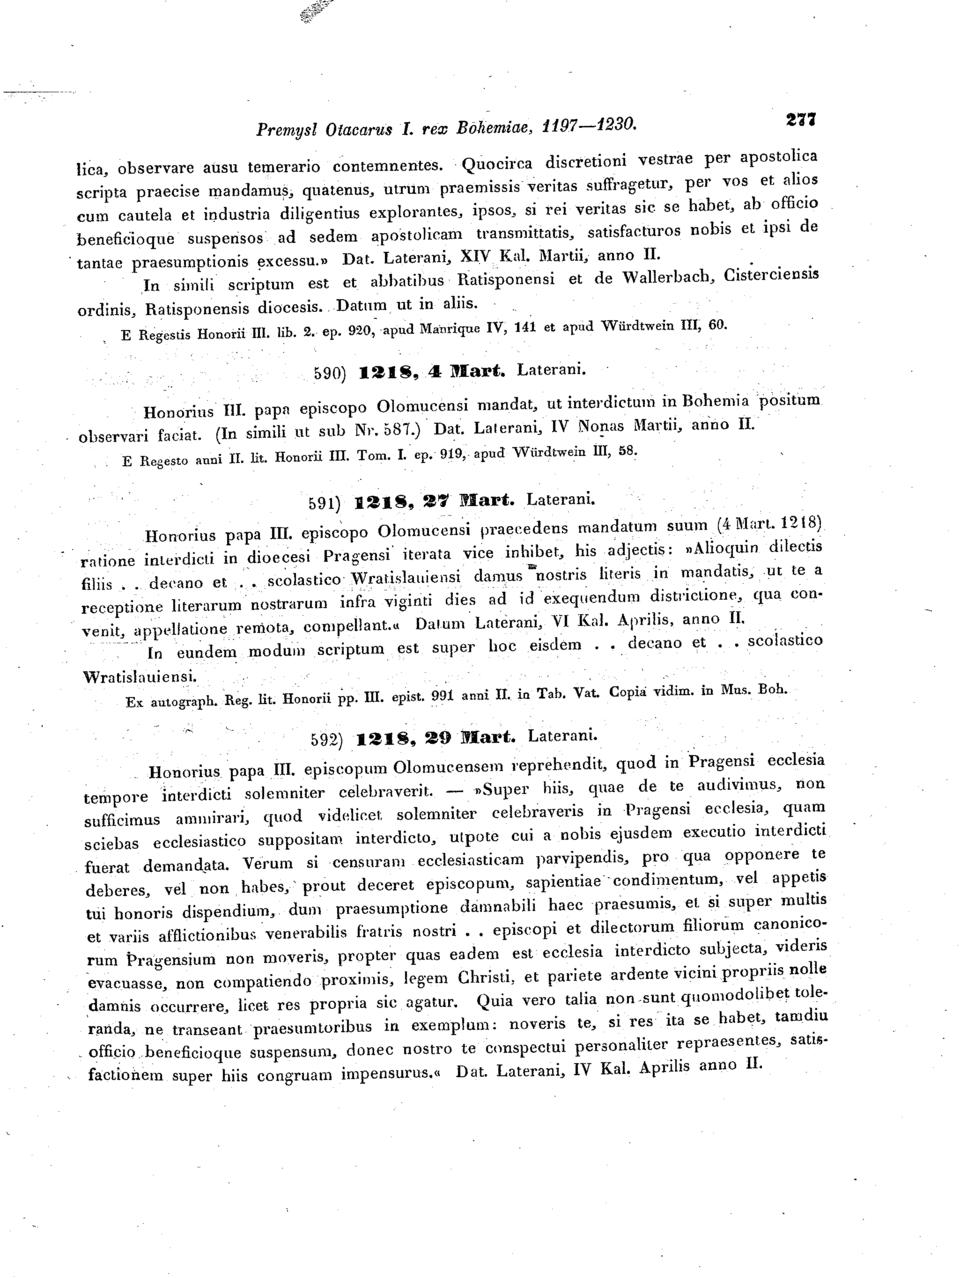 Premysl Otacarus I. rex Bohemiae, 1197—1230. 277
lica, observare ausu temerario contemnentes. Quocirca discretioni vestrae per apostolica
scripta praecise mandamus, quatenus, utrum praemissis veritas suffragetur, per vos et alios
cum cautela et industria diligentius explorantes, ipsos, si rei veritas sic se habet, ab officio
beneficioque suspensos ad sedem apostolicam transmittatis, satisfacturos nobis et ipsi de
tantae praesumptionis excessu.» Dat. Laterani, XIV Kal. Martii, anno II.
In simili scriptum est et abbatibus Ratisponensi et de Wallerbach, Cisterciensis
ordinis, Ratisponensis diocesis. Datum ut in aliis.
E Regestis Honorii III. lib. 2. ep. 920, apud Manrique IV, 141 et apud Würdtwein III, 60.
590) 1218, 4 Mart. Laterani.
Honorius III. papa episcopo Olomucensi mandat, ut interdictum in Bohemia positum
observari faciat. (In simili ut sub Nr. 587.) Dat. Laterani, IV Nonas Martii, anno II.
E Regesto anni II. lit. Honorii III. Tom. I. ep. 919, apud Würdtwein III, 58.
591) 1218, 27 Mart. Laterani.
Honorius papa III. episcopo Olomucensi praecedens mandatum suum (4 Mart. 1218)
ratione interdicti in dioecesi Pragensi iterata vice inhibet, his adjectis: »Alioquin dilectis
filiis . . decano et . . scolastico Wratislauiensi damus nostris literis in mandatis, ut te a
receptione literarum nostrarum infra viginti dies ad id exequendum districtione, qua con-
venit, appellatione remota, compellant.« Datum Laterani, VI Kal. Aprilis, anno II.
In eundem modum scriptum est super hoc eisdem . . decano et . . scolastico
Wratislauiensi.
Ex autograph. Reg. lit. Honorii pp. III. epist. 991 anni II. in Tab. Vat. Copia vidim. in Mus. Boh.
592) 1218, 29 Mart. Laterani.
Honorius papa III. episcopum Olomucensem reprehendit, quod in Pragensi ecclesia
tempore interdicti solemniter celebraverit. — »Super hiis, quae de te audivimus, non
sufficimus ammirari, quod videlicet solemniter celebraveris in Pragensi ecclesia, quam
sciebas ecclesiastico suppositam interdicto, utpote cui a nobis ejusdem executio interdicti
fuerat demandata. Verum si censuram ecclesiasticam parvipendis, pro qua opponere te
deberes, vel non habes, prout deceret episcopum, sapientiae condimentum, vel appetis
tui honoris dispendium, dum praesumptione damnabili haec praesumis, et si super multis
et variis afflictionibus venerabilis fratris nostri . . episcopi et dilectorum filiorum canonico-
rum Pragensium non moveris, propter quas eadem est ecclesia interdicto subjecta, videris
evacuasse, non compatiendo proximis, legem Christi, et pariete ardente vicini propriis nolle
damnis occurrere, licet res propria sic agatur. Quia vero talia non sunt quomodolibet tole-
randa, ne transeant praesumtoribus in exemplum: noveris te, si res ita se habet, tamdiu
officio beneficioque suspensum, donec nostro te conspectui personaliter repraesentes, satis-
factionem super hiis congruam impensurus.« Dat. Laterani, IV Kal. Aprilis anno II.